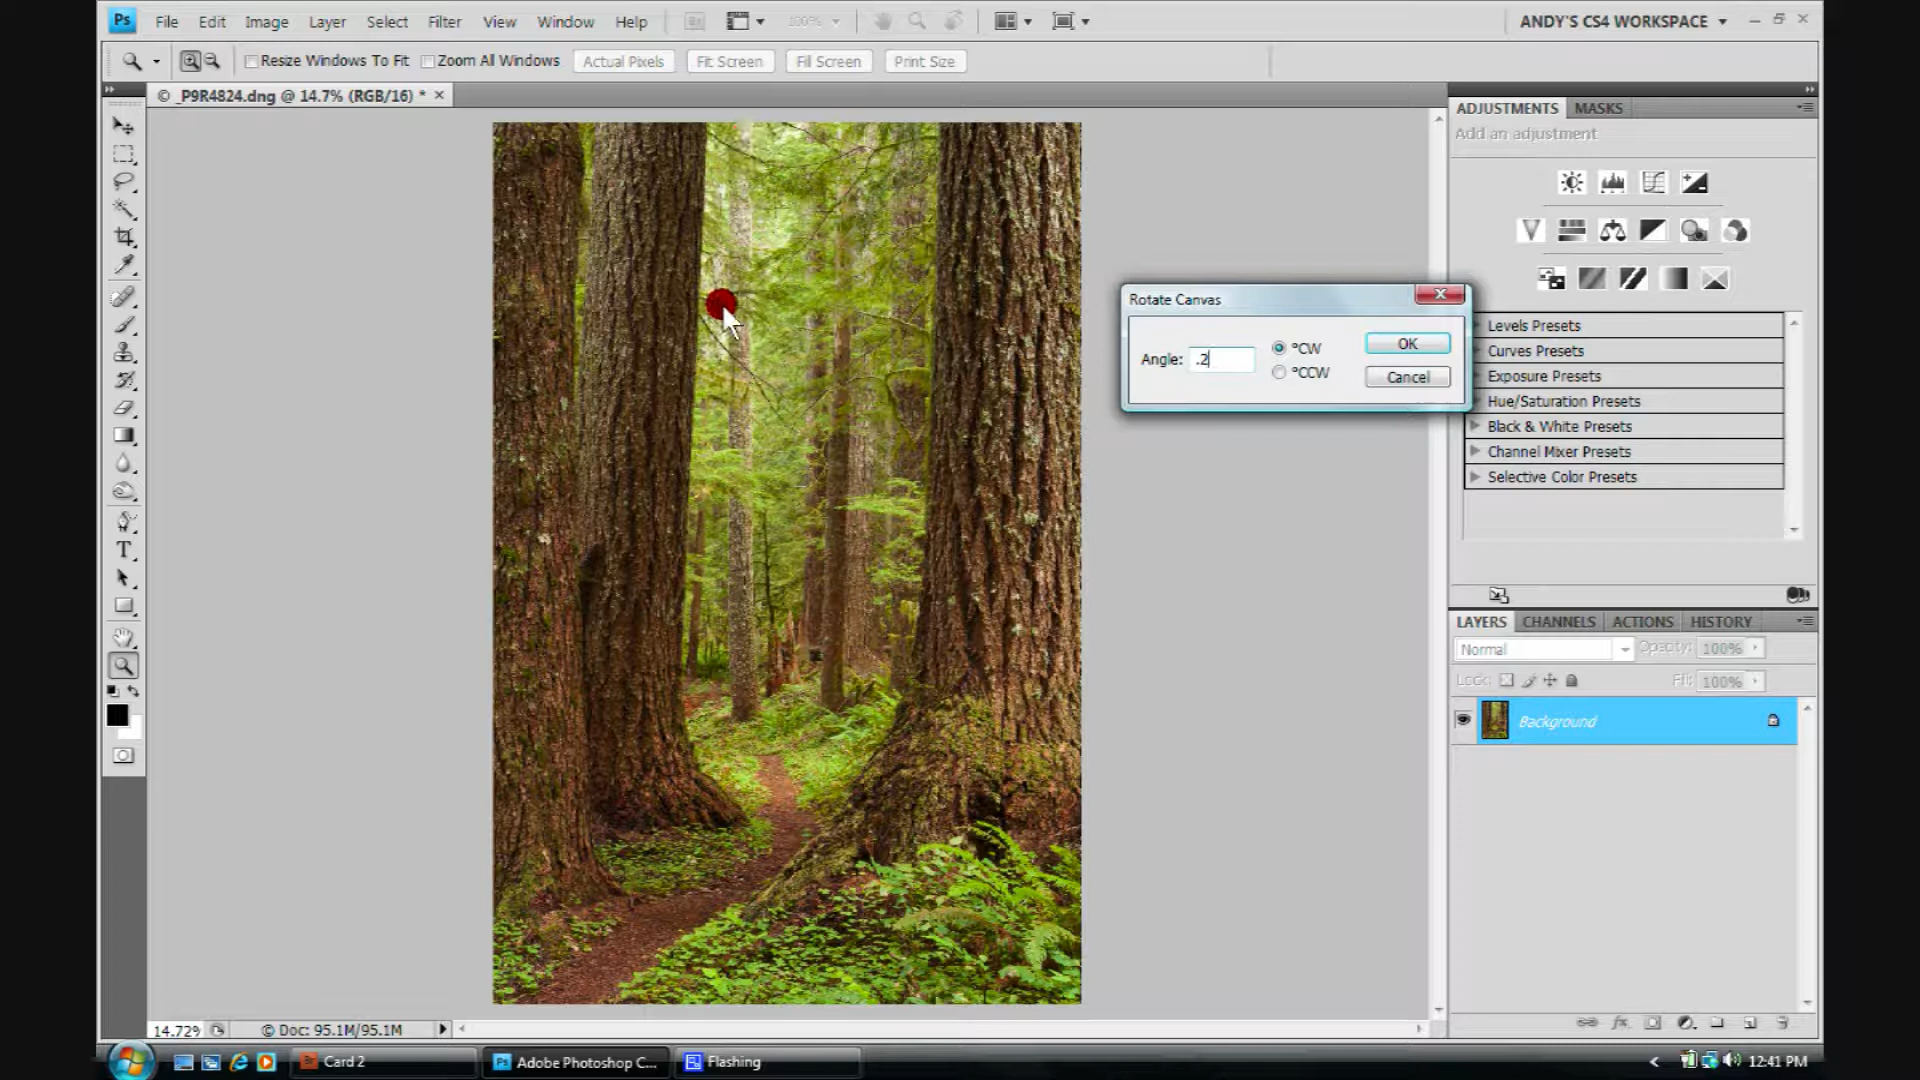 Ps File Edit Image Layer Select Filter View Window Help 100% ANDY'S CS4 WORKSPACE
Resize Windows To Fit Zoom All Windows Actual Pixels Fit Screen Fill Screen Print Size
© _P9R4824.dng @ 14.7% (RGB/16) *
ADJUSTMENTS MASKS
Add an adjustment
Rotate Canvas
Angle: .2 °CW OK
°CCW Cancel
Levels Presets
Curves Presets
Exposure Presets
Hue/Saturation Presets
Black & White Presets
Channel Mixer Presets
Selective Color Presets
LAYERS CHANNELS ACTIONS HISTORY
Normal Opacity: 100%
Lock: Fill: 100%
Background
14.72% © Doc: 95.1M/95.1M
Br Card 2 Ps Adobe Photoshop C... Flashing 12:41 PM